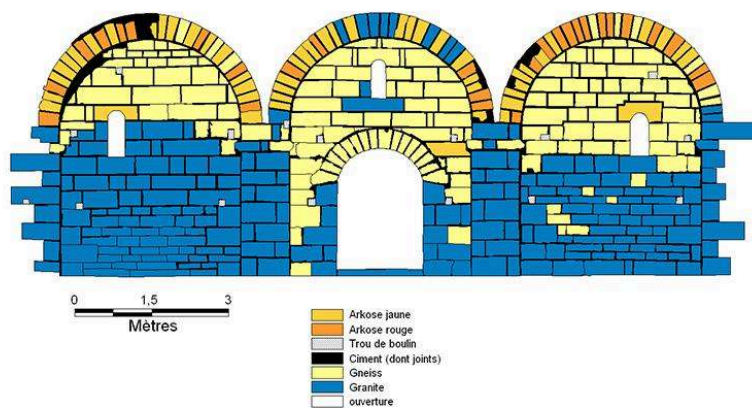 0 1,5 3
Mètres
Arkose jaune
Arkose rouge
Trou de boulin
Ciment (dont joints)
Gneiss
Granite
ouverture